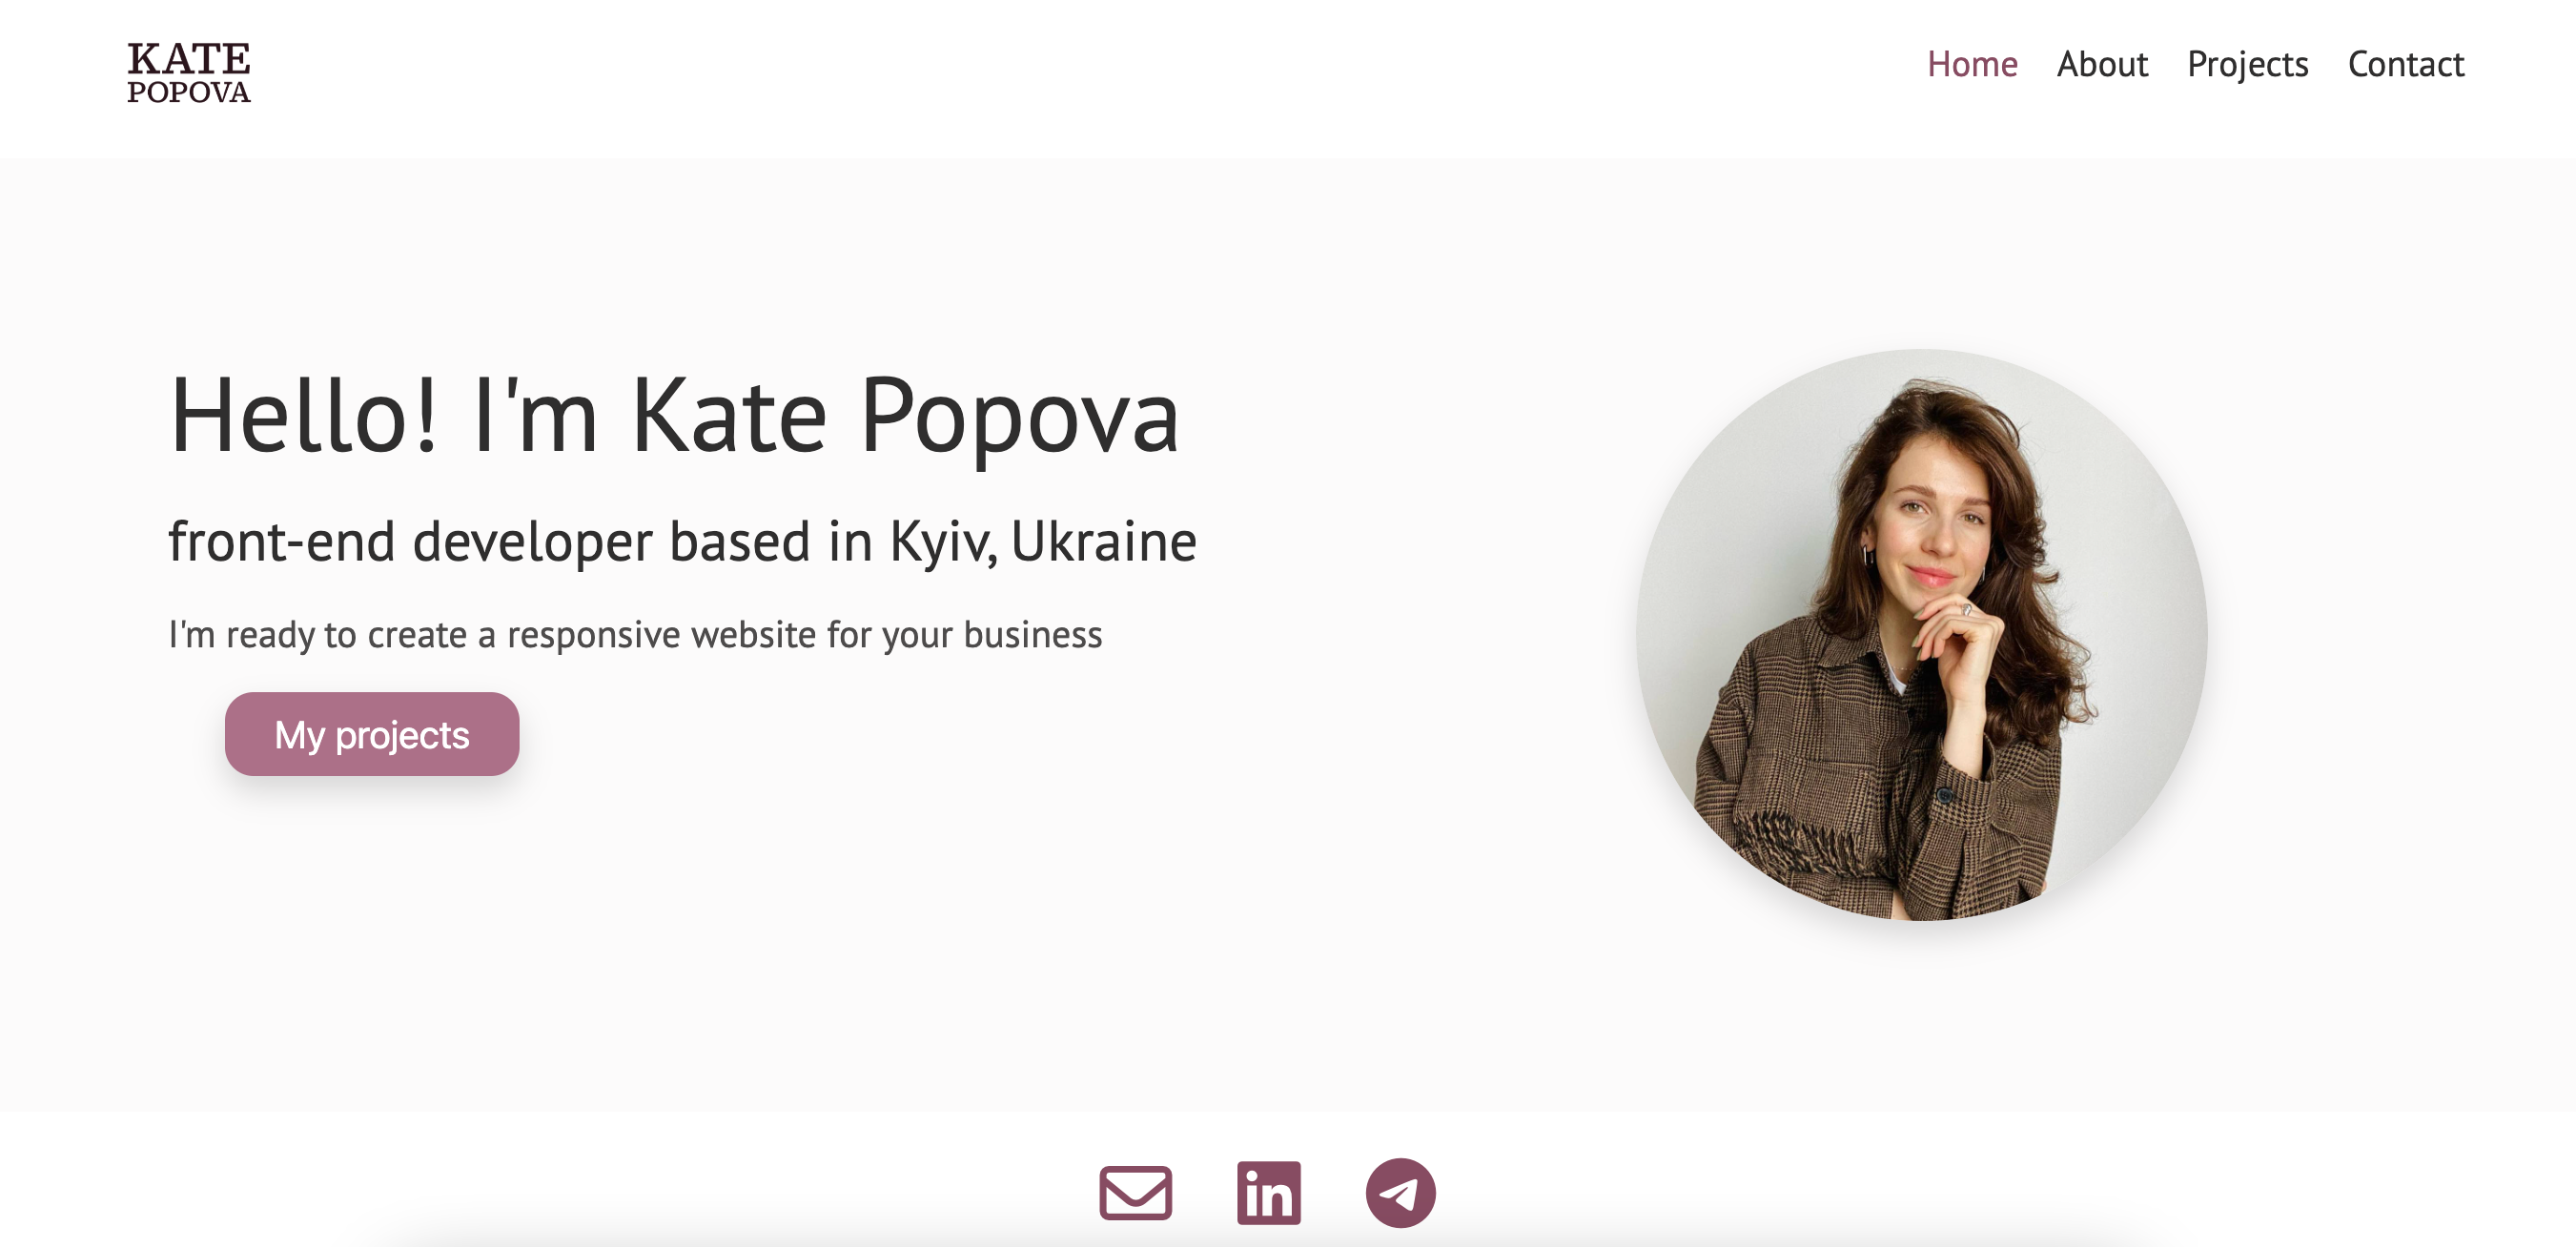 KATE
POPOVA
Home About Projects Contact
Hello! I'm Kate Popova
front-end developer based in Kyiv, Ukraine
I'm ready to create a responsive website for your business
My projects
in